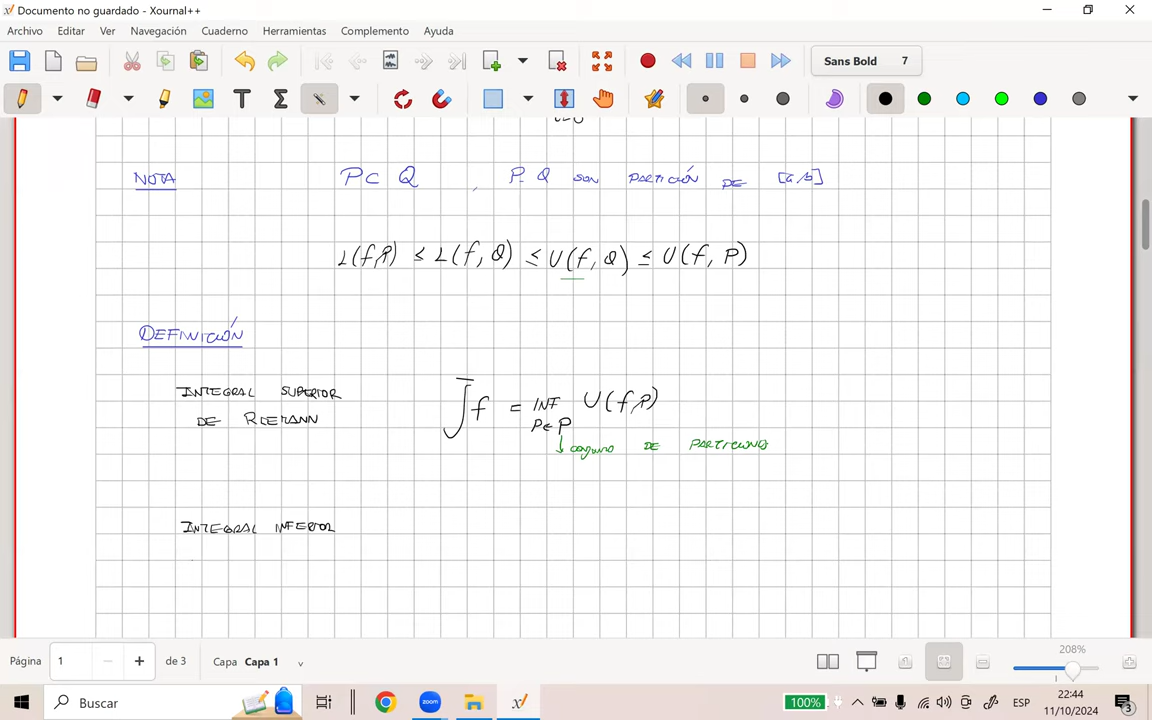 Documento no guardado - Xournal++
Archivo Editar Ver Navegación Cuaderno Herramientas Complemento Ayuda
Sans Bold 7
NOTA P ⊂ Q , P, Q SON PARTICIÓN DE [a,b]
L(f,P) ≤ L(f, Q) ≤ U(f, Q) ≤ U(f, P)
DEFINICIÓN
INTEGRAL SUPERIOR
DE RIEMANN
∫ f = INF U(f,P)
P ∈ P
↓ conjunto DE PARTICIONES
INTEGRAL INFERIOR
Página 1 de 3 Capa Capa 1 208%
Buscar 100% ESP 22:44
11/10/2024 3